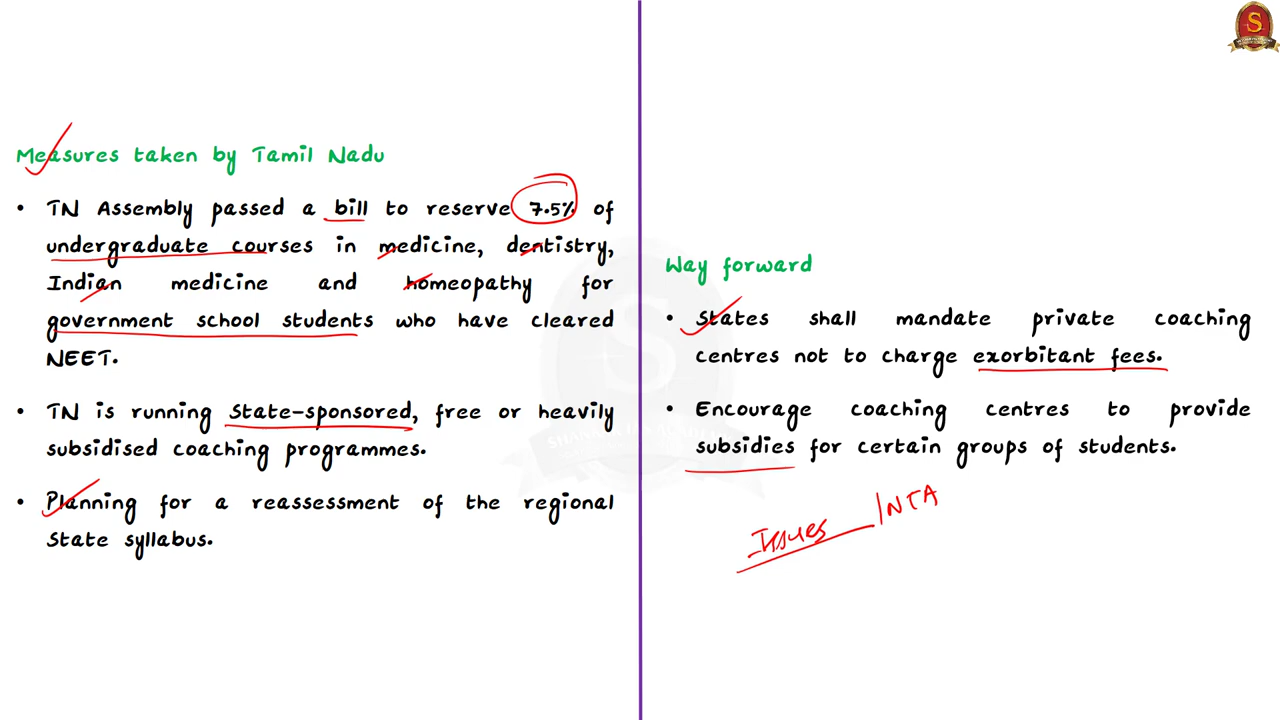 Measures taken by Tamil Nadu
• TN Assembly passed a bill to reserve 7.5% of
undergraduate courses in medicine, dentistry,
Indian medicine and homeopathy for
government school students who have cleared
NEET.
• TN is running State-sponsored, free or heavily
subsidised coaching programmes.
• Planning for a reassessment of the regional
State syllabus.
Way forward
• States shall mandate private coaching
centres not to charge exorbitant fees.
• Encourage coaching centres to provide
subsidies for certain groups of students.
Issues /NTA